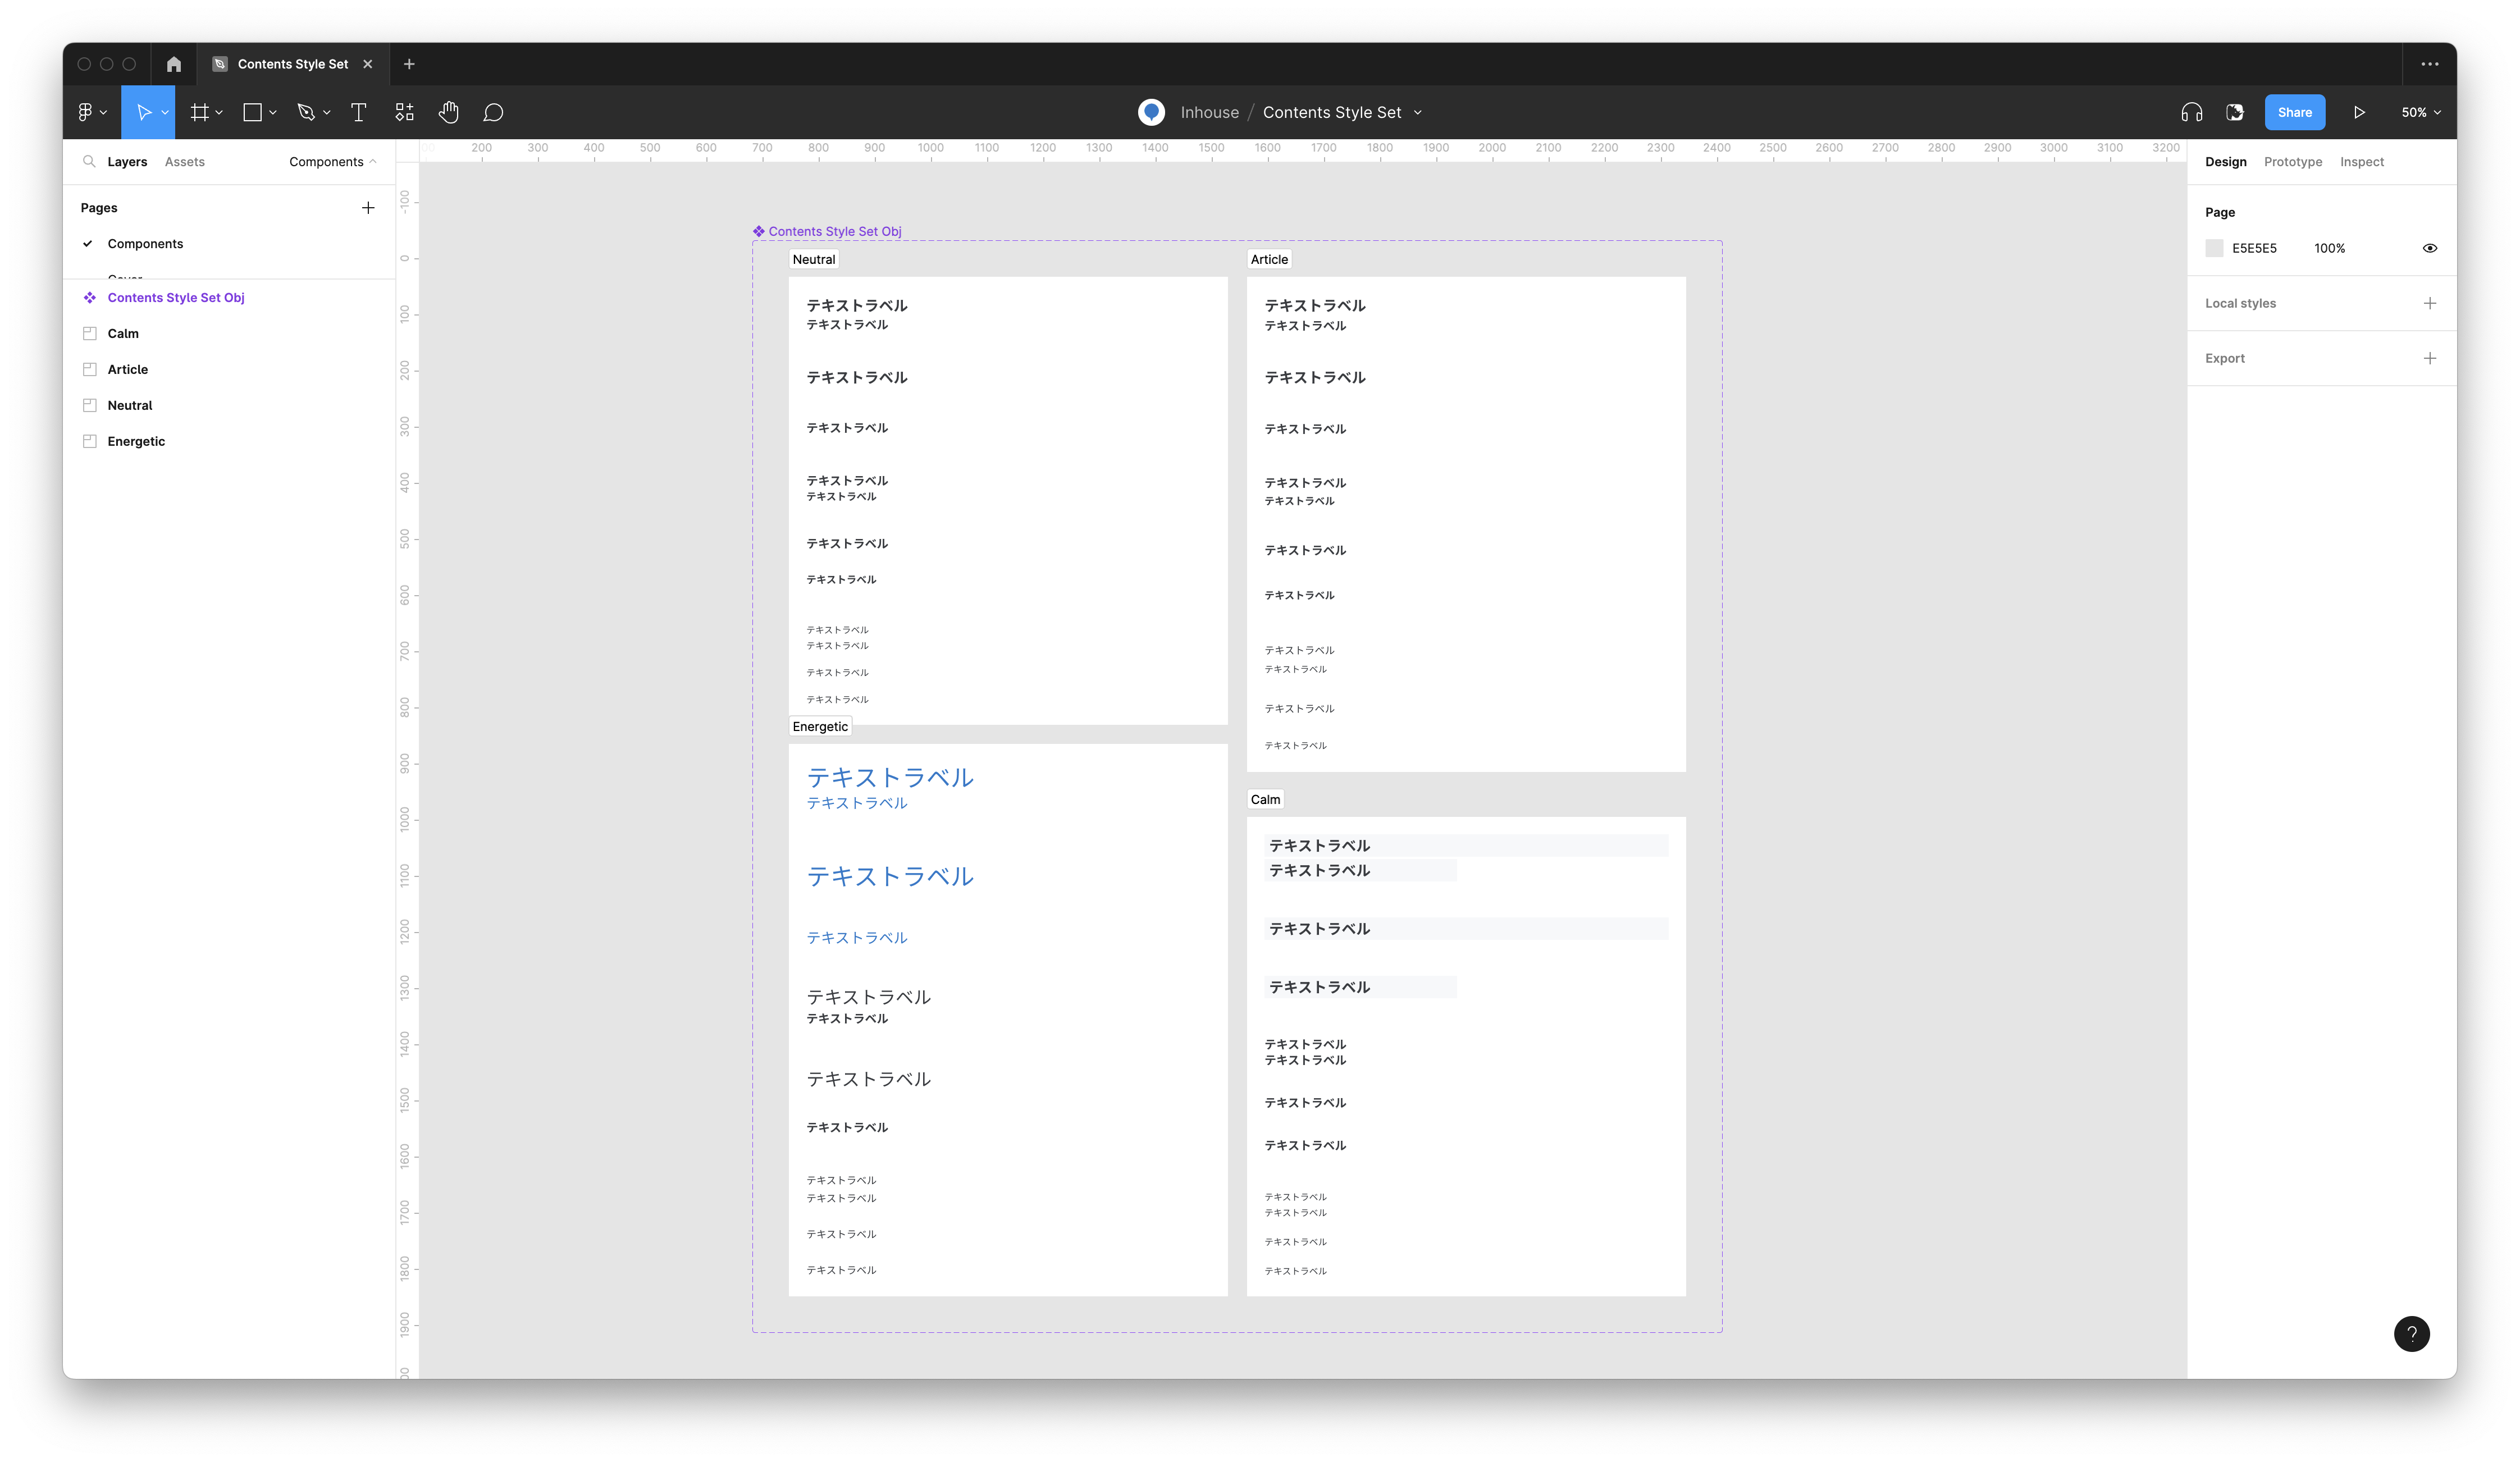 Contents Style Set
Inhouse / Contents Style Set
Share
50%
Layers
Assets
Components
Pages
Components
Contents Style Set Obj
Calm
Article
Neutral
Energetic
200 300 400 500 600 700 800 900 1000 1100 1200 1300 1400 1500 1600 1700 1800 1900 2000 2100 2200 2300 2400 2500 2600 2700 2800 2900 3000 3100 3200
-100
0
100
200
300
400
500
600
700
800
900
1000
1100
1200
1300
1400
1500
1600
1700
1800
1900
Contents Style Set Obj
Neutral
テキストラベル
テキストラベル
テキストラベル
テキストラベル
テキストラベル
テキストラベル
テキストラベル
テキストラベル
テキストラベル
テキストラベル
テキストラベル
テキストラベル
Article
テキストラベル
テキストラベル
テキストラベル
テキストラベル
テキストラベル
テキストラベル
テキストラベル
テキストラベル
テキストラベル
テキストラベル
テキストラベル
テキストラベル
Energetic
テキストラベル
テキストラベル
テキストラベル
テキストラベル
テキストラベル
テキストラベル
テキストラベル
テキストラベル
テキストラベル
テキストラベル
テキストラベル
テキストラベル
Calm
テキストラベル
テキストラベル
テキストラベル
テキストラベル
テキストラベル
テキストラベル
テキストラベル
テキストラベル
テキストラベル
テキストラベル
テキストラベル
テキストラベル
Design
Prototype
Inspect
Page
E5E5E5 100%
Local styles
Export
?